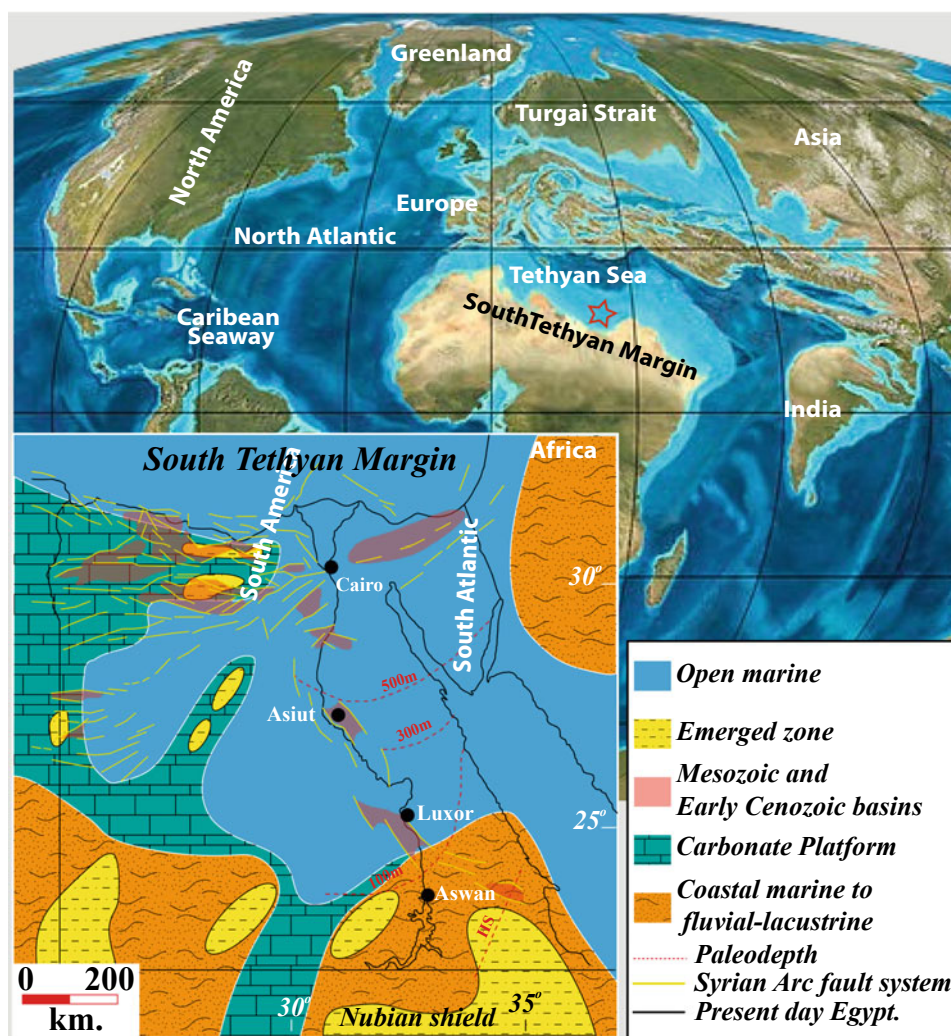 Greenland
North America
Turgai Strait
Asia
Europe
North Atlantic
Tethyan Sea
SouthTethyan Margin
Caribean
Seaway
India
Africa
South Tethyan Margin
South America
South Atlantic
Cairo
30°
500m
Asiut
300m
Luxor
25°
100m
Aswan
HS
0 200
km.
30°
35°
Nubian shield
Open marine
Emerged zone
Mesozoic and
Early Cenozoic basins
Carbonate Platform
Coastal marine to
fluvial-lacustrine
Paleodepth
Syrian Arc fault system
Present day Egypt.